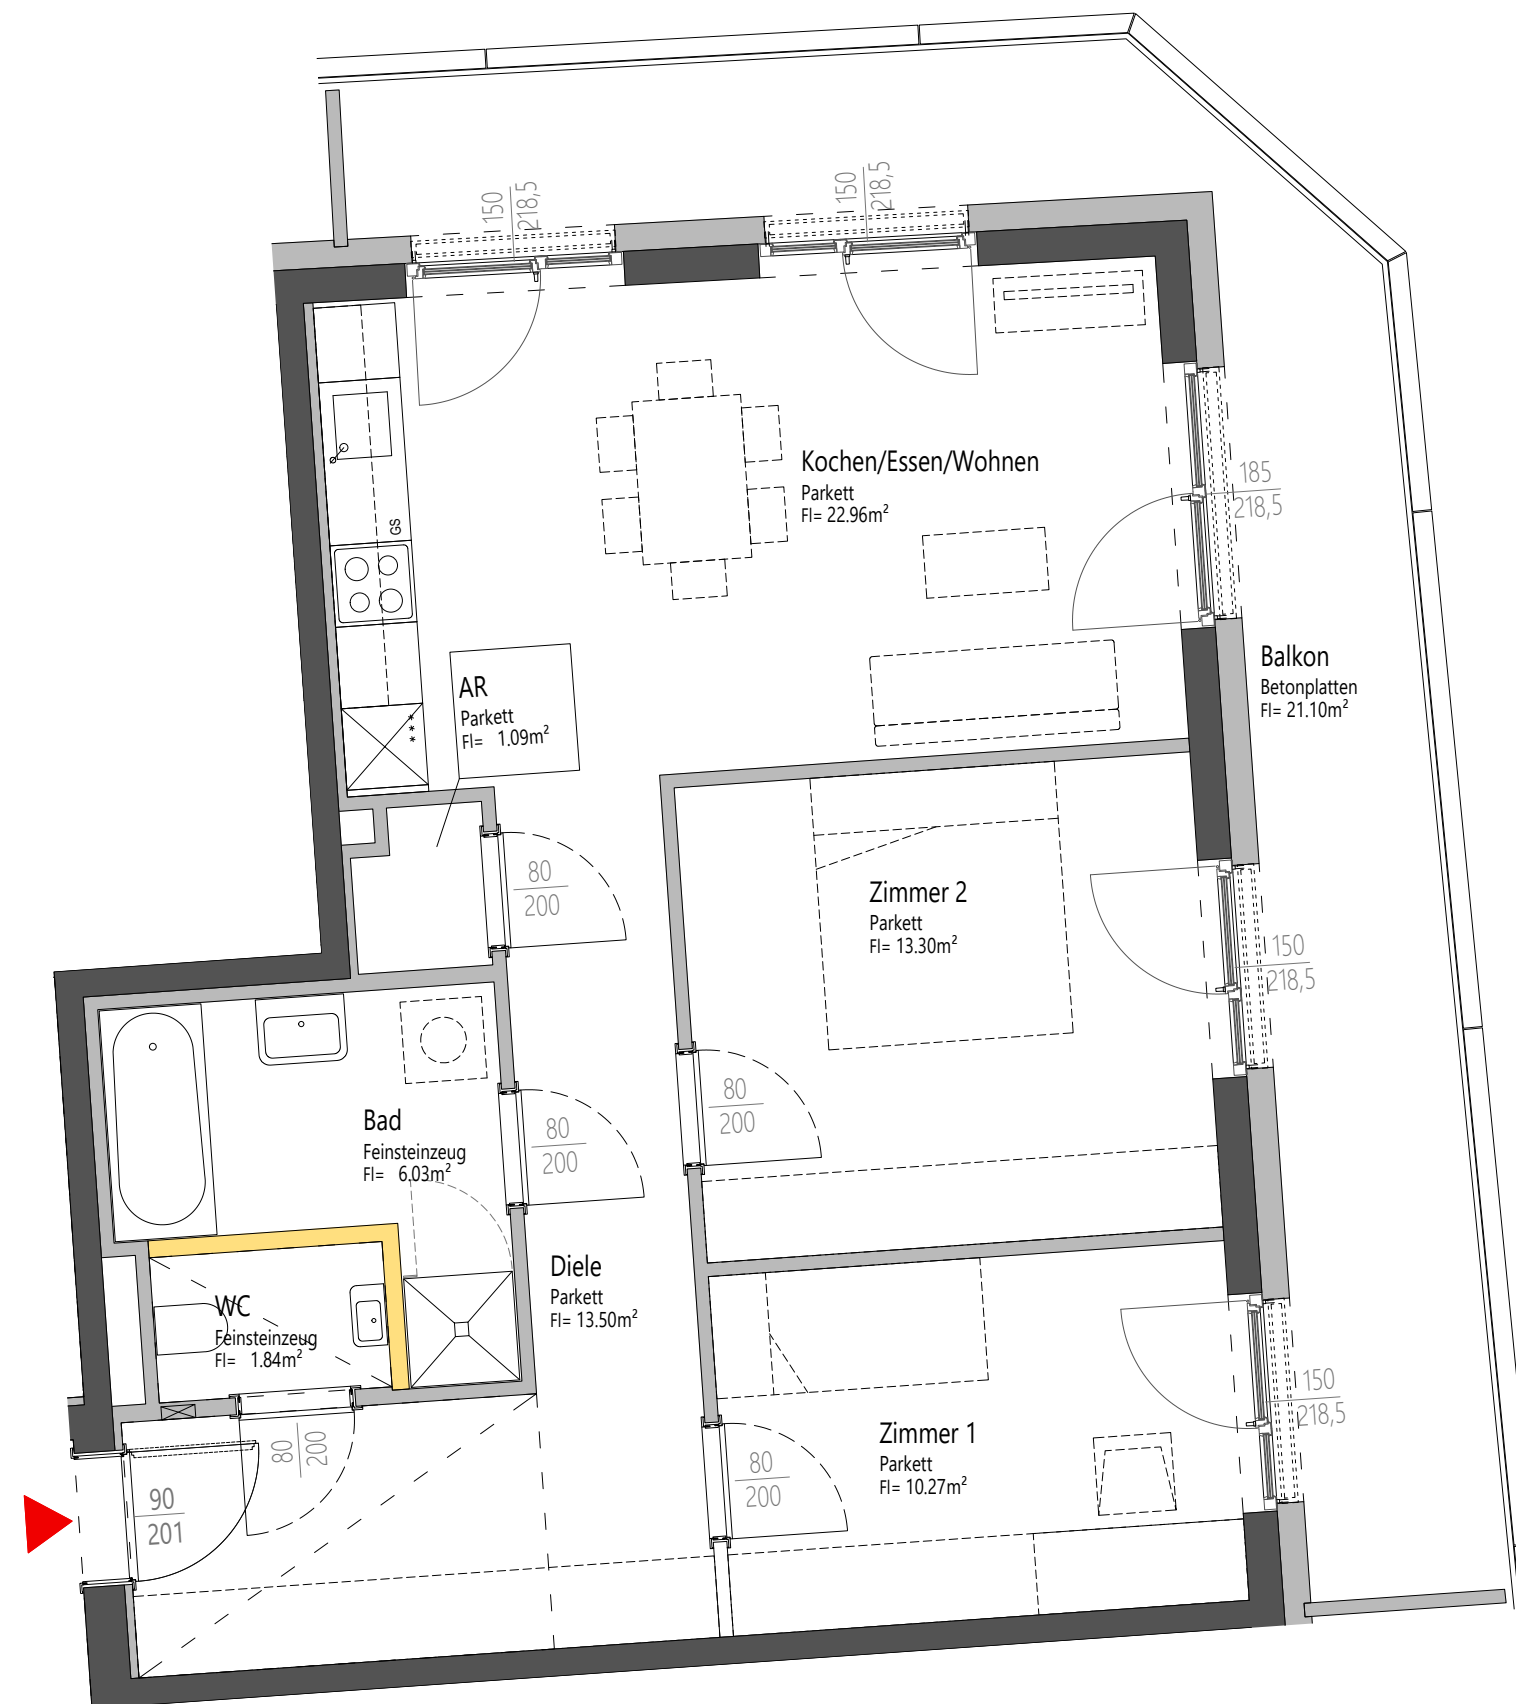 150
218,5
150
218,5
Kochen/Essen/Wohnen
Parkett
Fl= 22.96m²
185
218,5
GS
AR
Parkett
Fl= 1.09m²
***
Balkon
Betonplatten
Fl= 21.10m²
80
200
Zimmer 2
Parkett
Fl= 13.30m²
150
218,5
80
200
Bad
Feinsteinzeug
Fl= 6.03m²
80
200
Diele
Parkett
Fl= 13.50m²
WC
Feinsteinzeug
Fl= 1.84m²
150
218,5
Zimmer 1
Parkett
Fl= 10.27m²
80
200
80
200
90
201